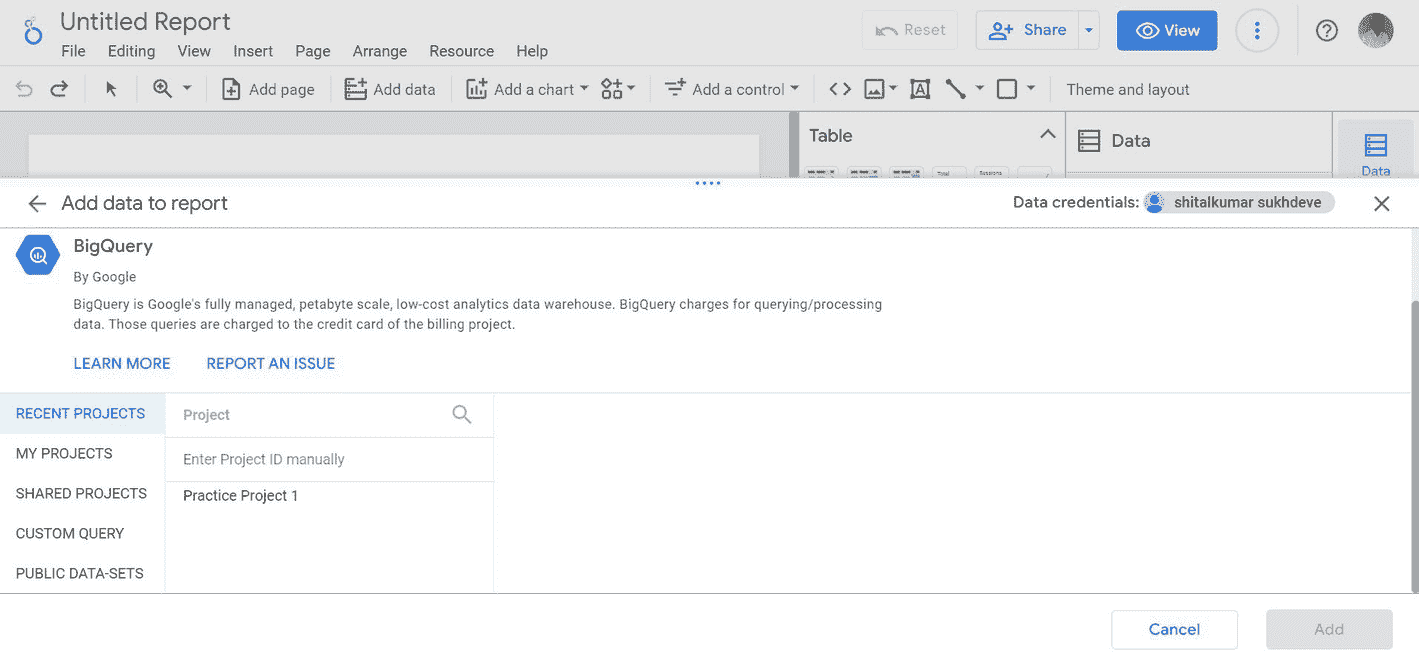 Untitled Report
File Editing View Insert Page Arrange Resource Help
Reset Share View
Add page Add data Add a chart Add a control Theme and layout
Table
Data
Data
Total
Add data to report
Data credentials: shitalkumar sukhdeve
BigQuery
By Google
BigQuery is Google's fully managed, petabyte scale, low-cost analytics data warehouse. BigQuery charges for querying/processing
data. Those queries are charged to the credit card of the billing project.
LEARN MORE REPORT AN ISSUE
RECENT PROJECTS
MY PROJECTS
SHARED PROJECTS
CUSTOM QUERY
PUBLIC DATA-SETS
Project
Enter Project ID manually
Practice Project 1
Cancel Add